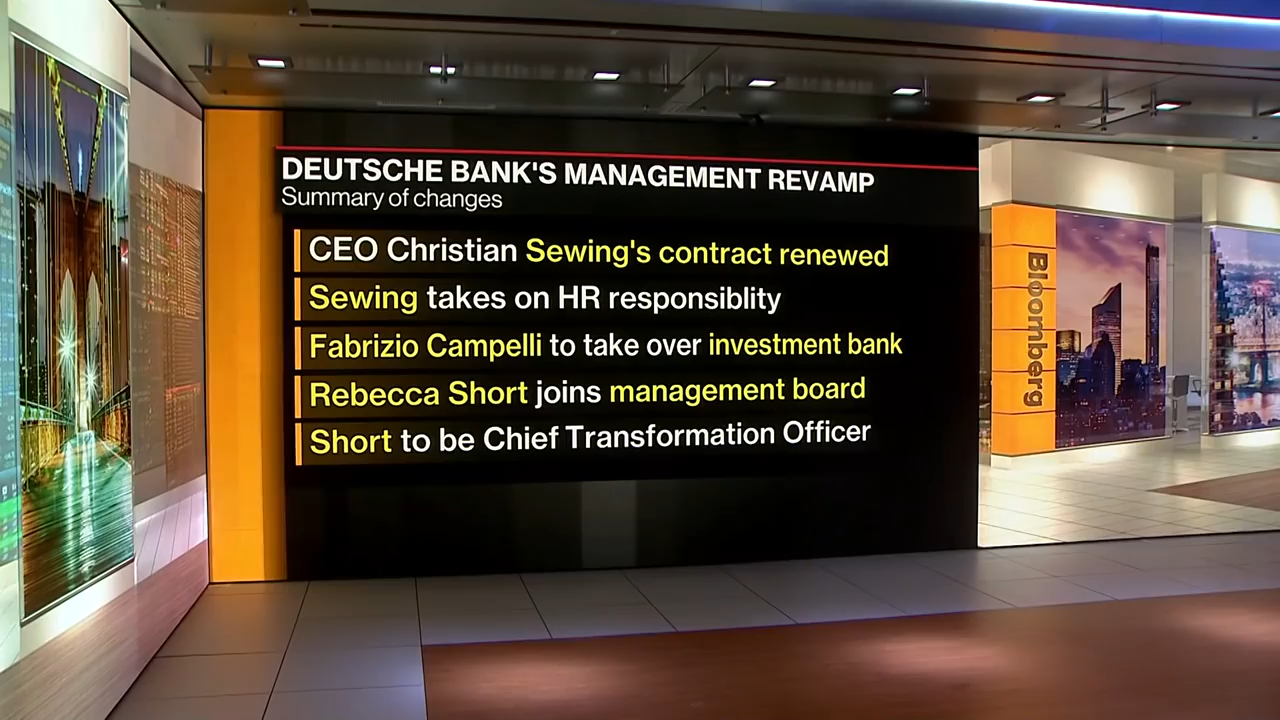 DEUTSCHE BANK'S MANAGEMENT REVAMP
Summary of changes
CEO Christian Sewing's contract renewed
Sewing takes on HR responsiblity
Fabrizio Campelli to take over investment bank
Rebecca Short joins management board
Short to be Chief Transformation Officer
Bloomberg